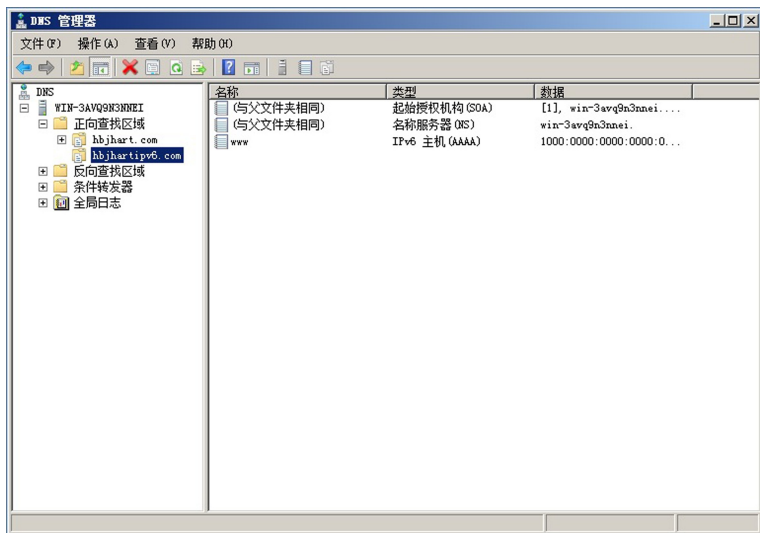 DNS 管理器
文件(F) 操作(A) 查看(V) 帮助(H)
DNS
WIN-3AVQ9N3NNEI
正向查找区域
hbjhart.com
hbjhartipv6.com
反向查找区域
条件转发器
全局日志
名称 类型 数据
(与父文件夹相同) 起始授权机构(SOA) [1], win-3avq9n3nnei....
(与父文件夹相同) 名称服务器(NS) win-3avq9n3nnei.
www IPv6 主机(AAAA) 1000:0000:0000:0000:0...